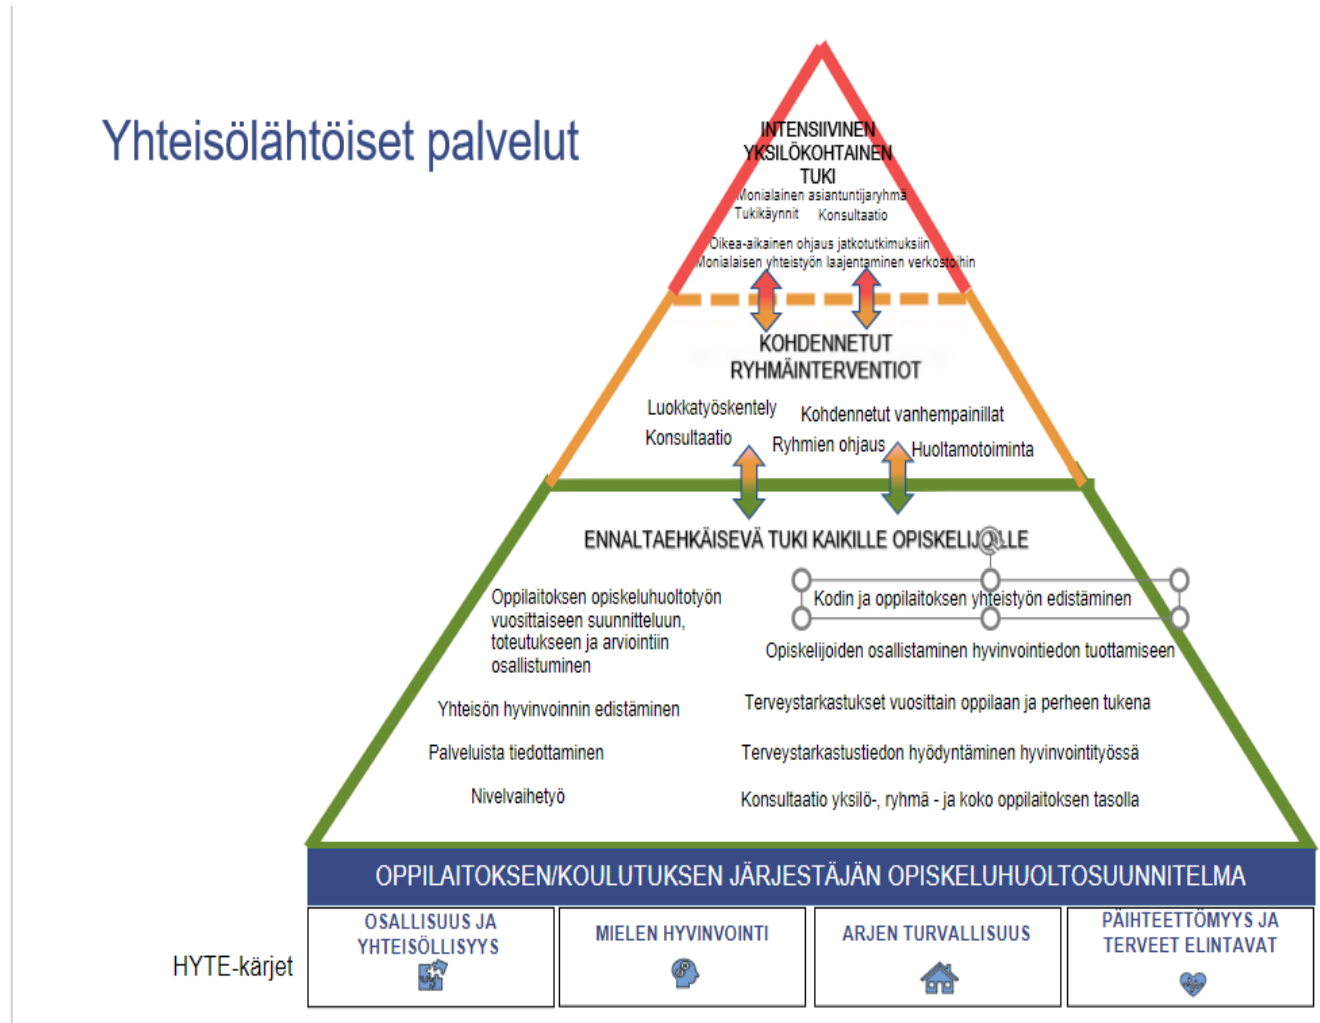 Yhteisölähtöiset palvelut
INTENSIIVINEN
YKSILÖKOHTAINEN
TUKI
Monialainen asiantuntijaryhmä
Tukikäynnit Konsultaatio
Oikea-aikainen ohjaus jatkotutkimuksiin
Monialaisen yhteistyön laajentaminen verkostoihin
KOHDENNETUT
RYHMÄINTERVENTIOT
Luokkatyöskentely
Kohdennetut vanhempainillat
Konsultaatio
Ryhmien ohjaus
Huoltamotoiminta
ENNALTAEHKÄISEVÄ TUKI KAIKILLE OPISKELIJOILLE
Oppilaitoksen opiskeluhuoltotyön
vuosittaiseen suunnitteluun,
toteutukseen ja arviointiin
osallistuminen
Yhteisön hyvinvoinnin edistäminen
Palveluista tiedottaminen
Nivelvaihetyö
Kodin ja oppilaitoksen yhteistyön edistäminen
Opiskelijoiden osallistaminen hyvinvointiedon tuottamiseen
Terveystarkastukset vuosittain oppilaan ja perheen tukena
Terveystarkastustiedon hyödyntäminen hyvinvointityössä
Konsultaatio yksilö-, ryhmä - ja koko oppilaitoksen tasolla
OPPILAITOKSEN/KOULUTUKSEN JÄRJESTÄJÄN OPISKELUHUOLTOSUUNNITELMA
HYTE-kärjet
OSALLISUUS JA
YHTEISÖLLISYYS
MIELEN HYVINVOINTI
ARJEN TURVALLISUUS
PÄIHTEETTÖMYYS JA
TERVEET ELINTAVAT